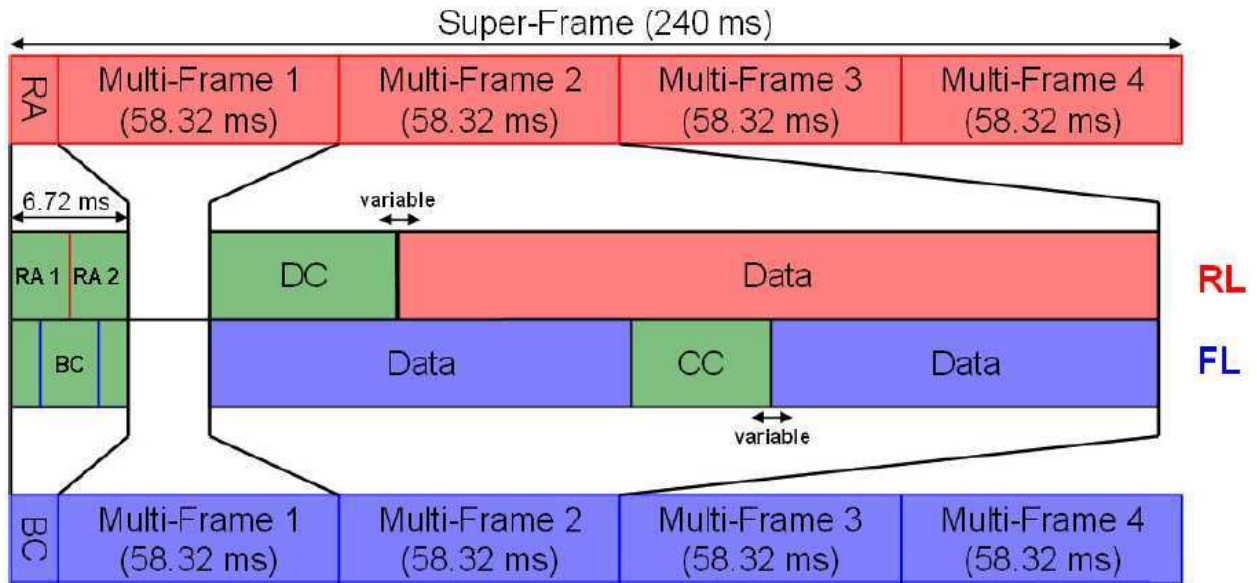 Super-Frame (240 ms)
RA
Multi-Frame 1
(58.32 ms)
Multi-Frame 2
(58.32 ms)
Multi-Frame 3
(58.32 ms)
Multi-Frame 4
(58.32 ms)
6.72 ms
variable
RA 1
RA 2
DC
Data
RL
BC
Data
CC
Data
FL
variable
BC
Multi-Frame 1
(58.32 ms)
Multi-Frame 2
(58.32 ms)
Multi-Frame 3
(58.32 ms)
Multi-Frame 4
(58.32 ms)